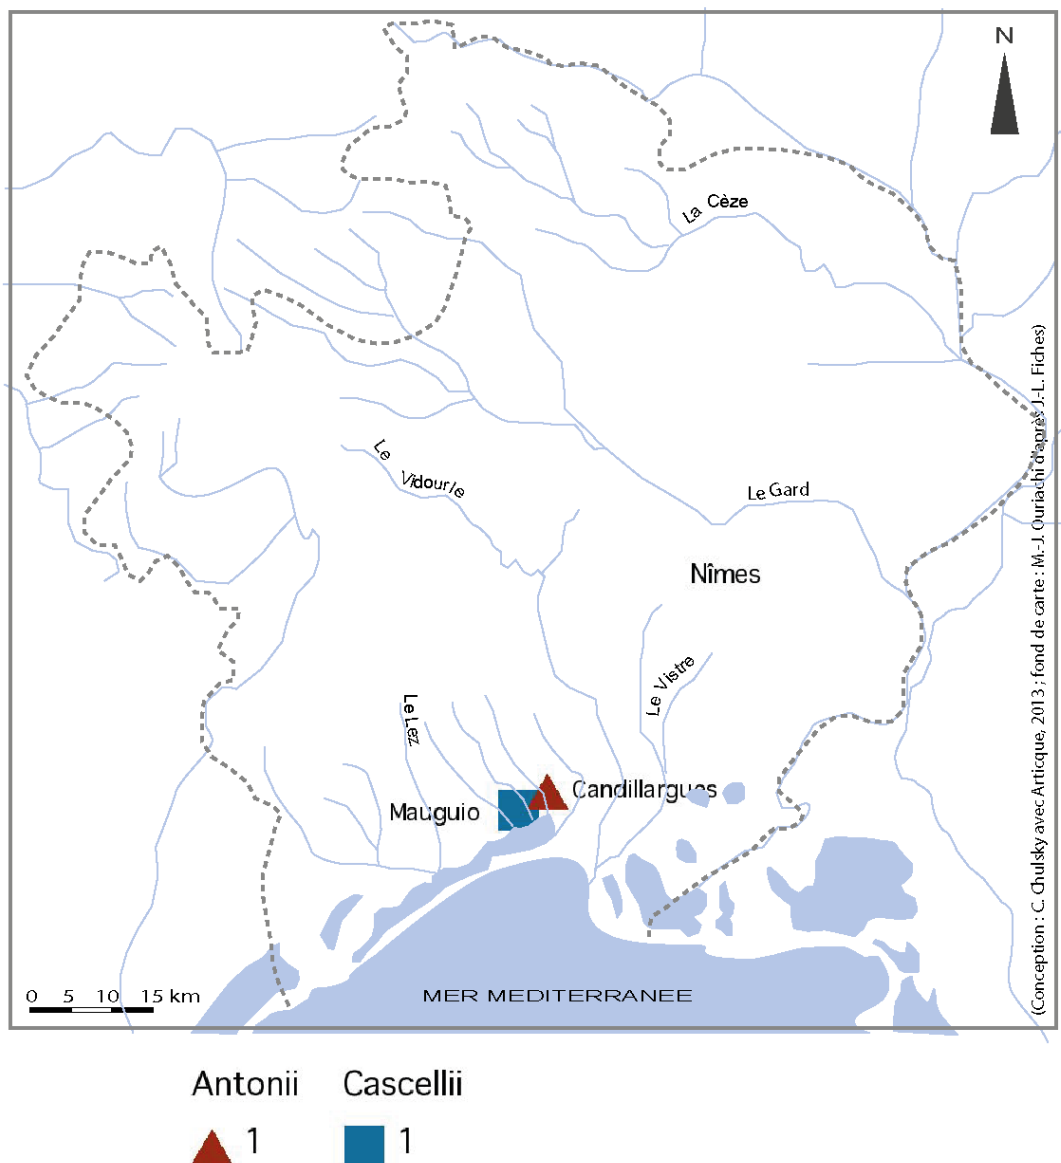 N
La Cèze
Le Vidourle
Le Gard
Nîmes
Le Vistre
Le Lez
Candillargues
Mauguio
0 5 10 15 km
MER MEDITERRANEE
(Conception : C. Chulsky avec Articque, 2013 ; fond de carte : M.-J. Ouriachi d'après J.-L. Fiches)
Antonii Cascellii
1 1